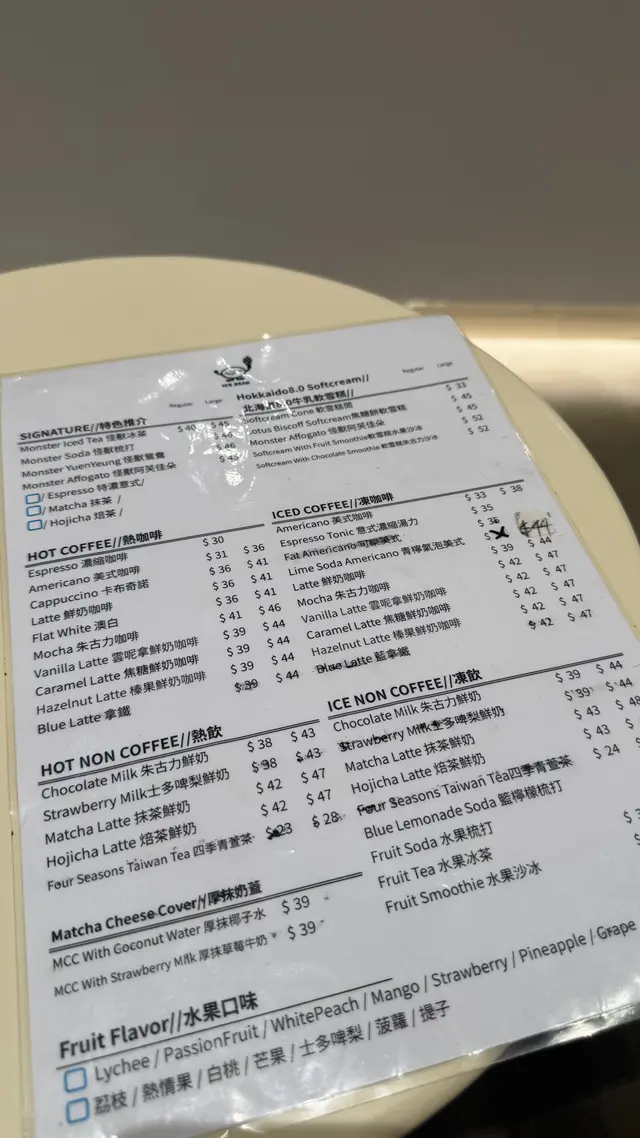 ICE BEAR
Regular Large
SIGNATURE//特色推介
Monster Iced Tea 怪獸冰茶 $40
Monster Soda 怪獸梳打
Monster YuenYeung 怪獸鴛鴦 $46
Monster Affogato 怪獸阿芙佳朵
/ Espresso 特濃意式/
/ Matcha 抹茶 /
/ Hojicha 焙茶 /
HOT COFFEE//熱咖啡
Espresso 濃縮咖啡 $30
Americano 美式咖啡 $31 $36
Cappuccino 卡布奇諾 $36 $41
Latte 鮮奶咖啡 $36 $41
Flat White 澳白 $36 $41
Mocha 朱古力咖啡 $41 $46
Vanilla Latte 雲呢拿鮮奶咖啡 $39 $44
Caramel Latte 焦糖鮮奶咖啡 $39 $44
Hazelnut Latte 榛果鮮奶咖啡 $39 $44
Blue Latte 拿鐵 $39 $44
HOT NON COFFEE//熱飲
Chocolate Milk 朱古力鮮奶 $38 $43
Strawberry Milk士多啤梨鮮奶 $38 $43
Matcha Latte 抹茶鮮奶 $42 $47
Hojicha Latte 焙茶鮮奶 $42 $47
Four Seasons Taiwan Tea 四季青萱茶 $23 $28
Matcha Cheese Cover//厚抹奶蓋
MCC With Coconut Water 厚抹椰子水 $39
MCC With Strawberry Milk 厚抹草莓牛奶 $39
Regular Large
Hokkaido8.0 Softcream//
北海道8.0牛乳軟雪糕//
Softcream Cone 軟雪糕筒 $33
Lotus Biscoff Softcream焦糖餅軟雪糕 $45
Monster Affogato 怪獸阿芙佳朵 $45
Softcream With Fruit Smoothie軟雪糕水果沙冰 $52
Softcream With Chocolate Smoothie 軟雪糕朱古力沙冰 $52
ICED COFFEE//凍咖啡
Americano 美式咖啡 $33 $38
Espresso Tonic 意式濃縮湯力 $35
Fat Americano 可樂美式 $36
Lime Soda Americano 青檸氣泡美式 $44
Latte 鮮奶咖啡 $39 $44
Mocha 朱古力咖啡 $42 $47
Vanilla Latte 雲呢拿鮮奶咖啡 $42 $47
Caramel Latte 焦糖鮮奶咖啡 $42 $47
Hazelnut Latte 榛果鮮奶咖啡 $42 $47
Blue Latte 藍拿鐵 $42 $47
ICE NON COFFEE//凍飲
Chocolate Milk 朱古力鮮奶 $39 $44
Strawberry Milk士多啤梨鮮奶 $39 $44
Matcha Latte 抹茶鮮奶 $43 $48
Hojicha Latte 焙茶鮮奶 $43
Four Seasons Taiwan Tea四季青萱茶 $24
Blue Lemonade Soda 藍檸檬梳打
Fruit Soda 水果梳打
Fruit Tea 水果冰茶
Fruit Smoothie 水果沙冰
Fruit Flavor//水果口味
Lychee / PassionFruit / WhitePeach / Mango / Strawberry / Pineapple / Grape
荔枝 / 熱情果 / 白桃 / 芒果 / 士多啤梨 / 菠蘿 / 提子